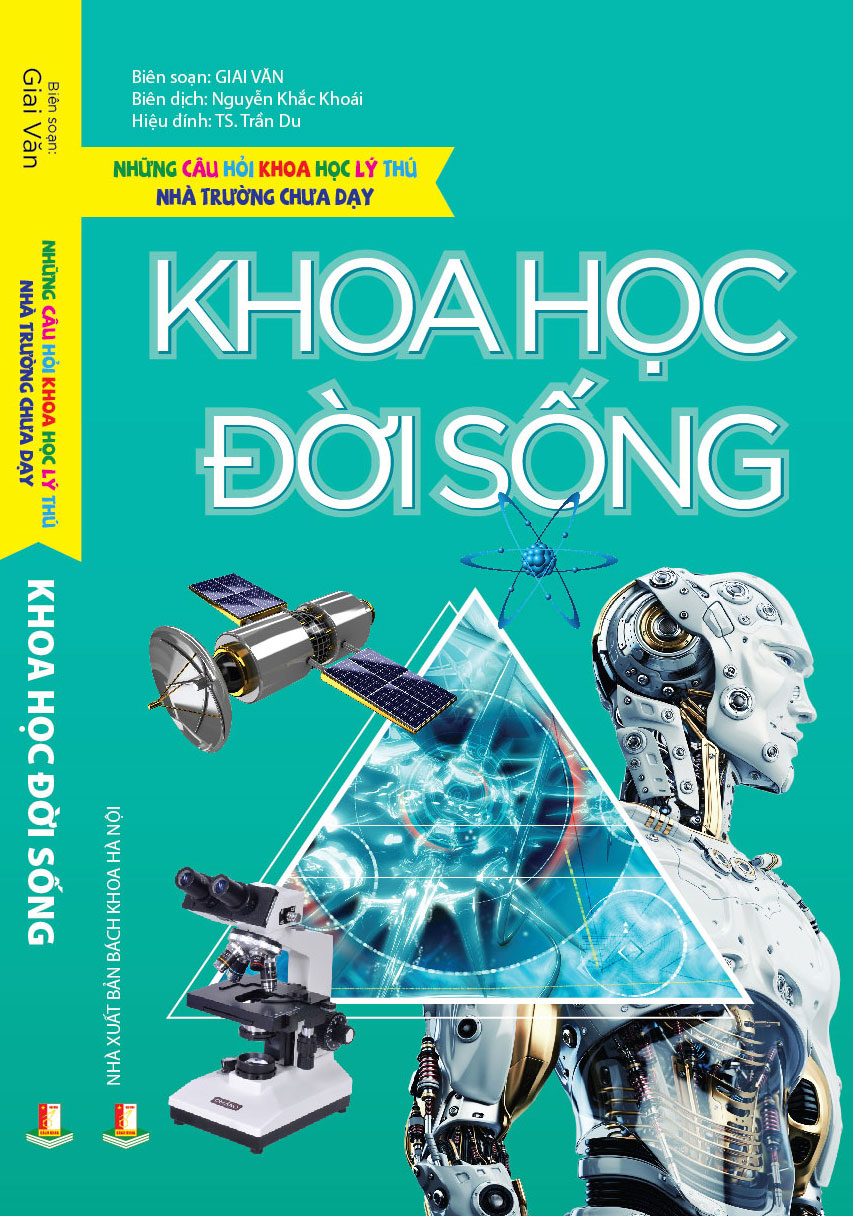 Biên soạn: GIAI VĂN
Biên dịch: Nguyễn Khắc Khoái
Hiệu dính: TS. Trần Du
NHỮNG CÂU HỎI KHOA HỌC LÝ THÚ
NHÀ TRƯỜNG CHƯA DẠY
KHOA HỌC
ĐỜI SỐNG
NHÀ XUẤT BẢN BÁCH KHOA HÀ NỘI
Biên soạn:
Giai Văn
NHỮNG CÂU HỎI KHOA HỌC LÝ THÚ
NHÀ TRƯỜNG CHƯA DẠY
KHOA HỌC ĐỜI SỐNG